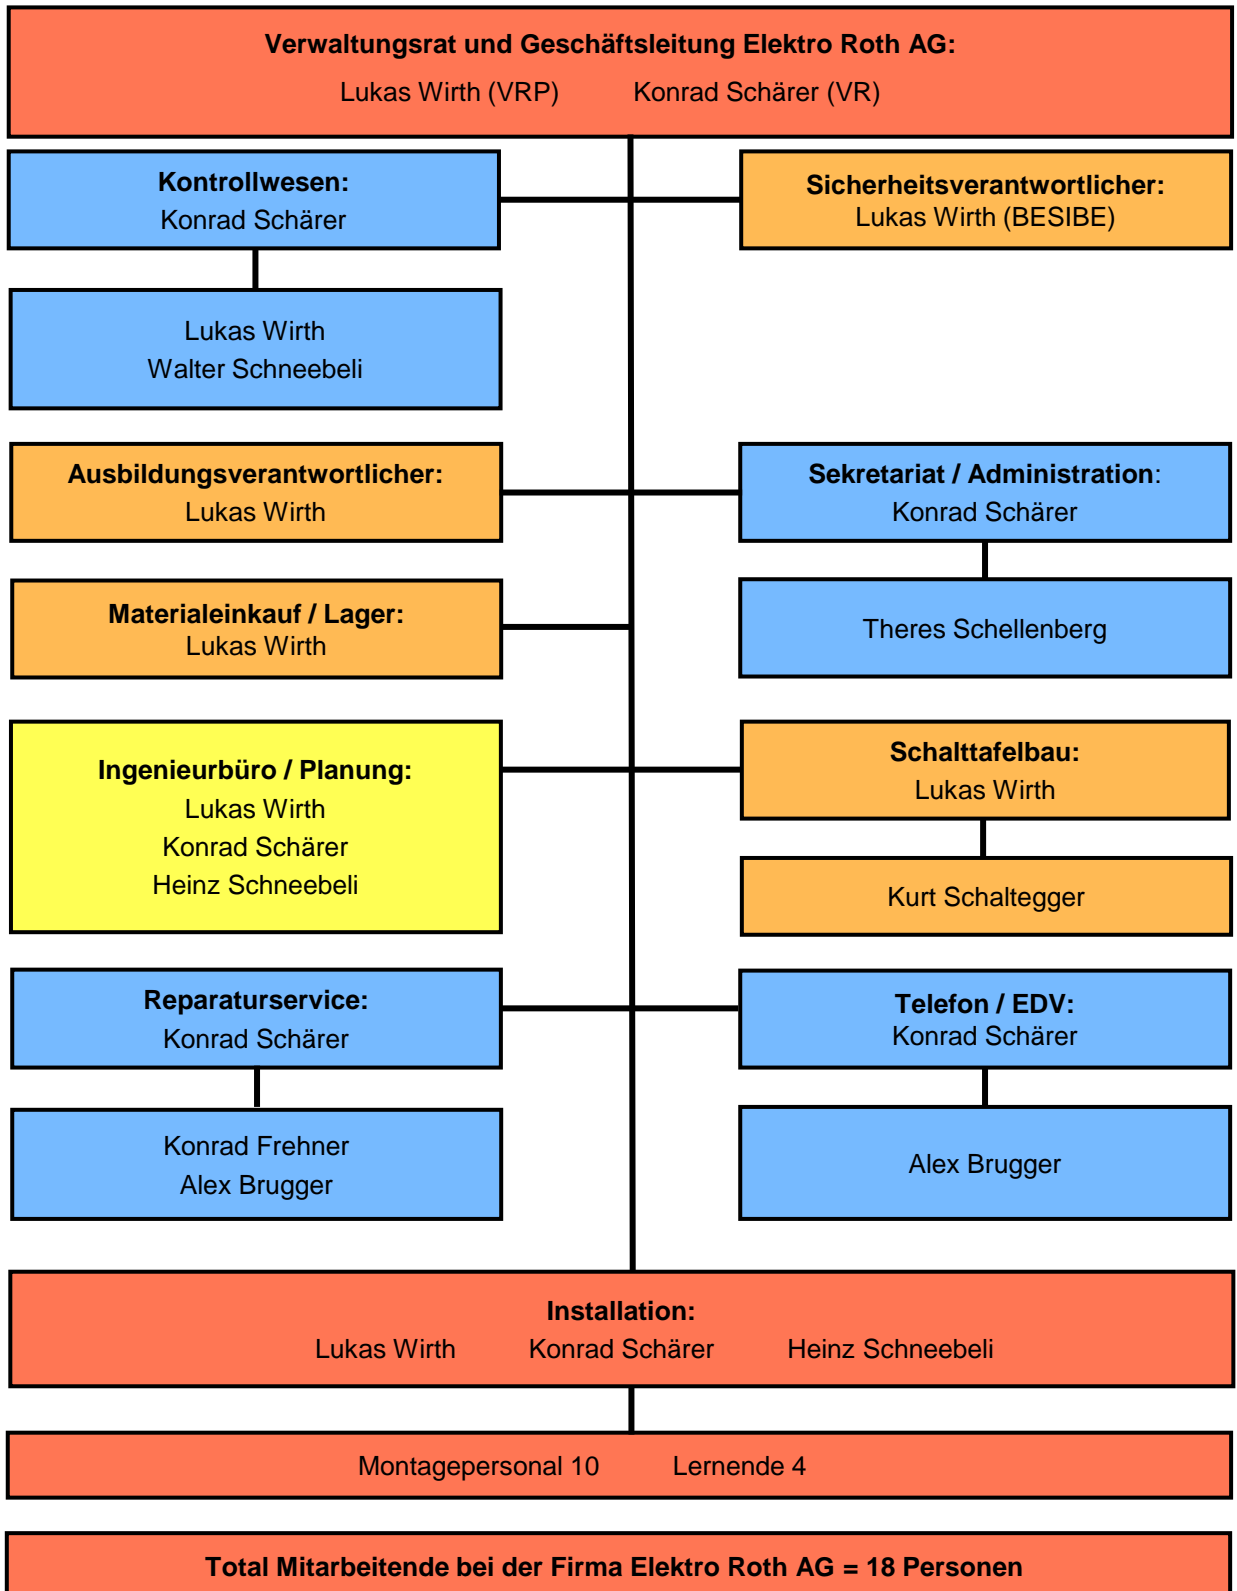 Verwaltungsrat und Geschäftsleitung Elektro Roth AG:
Lukas Wirth (VRP) Konrad Schärer (VR)
Kontrollwesen:
Konrad Schärer
Sicherheitsverantwortlicher:
Lukas Wirth (BESIBE)
Lukas Wirth
Walter Schneebeli
Ausbildungsverantwortlicher:
Lukas Wirth
Sekretariat / Administration:
Konrad Schärer
Materialeinkauf / Lager:
Lukas Wirth
Theres Schellenberg
Ingenieurbüro / Planung:
Lukas Wirth
Konrad Schärer
Heinz Schneebeli
Schalttafelbau:
Lukas Wirth
Kurt Schaltegger
Reparaturservice:
Konrad Schärer
Telefon / EDV:
Konrad Schärer
Konrad Frehner
Alex Brugger
Alex Brugger
Installation:
Lukas Wirth Konrad Schärer Heinz Schneebeli
Montagepersonal 10 Lernende 4
Total Mitarbeitende bei der Firma Elektro Roth AG = 18 Personen